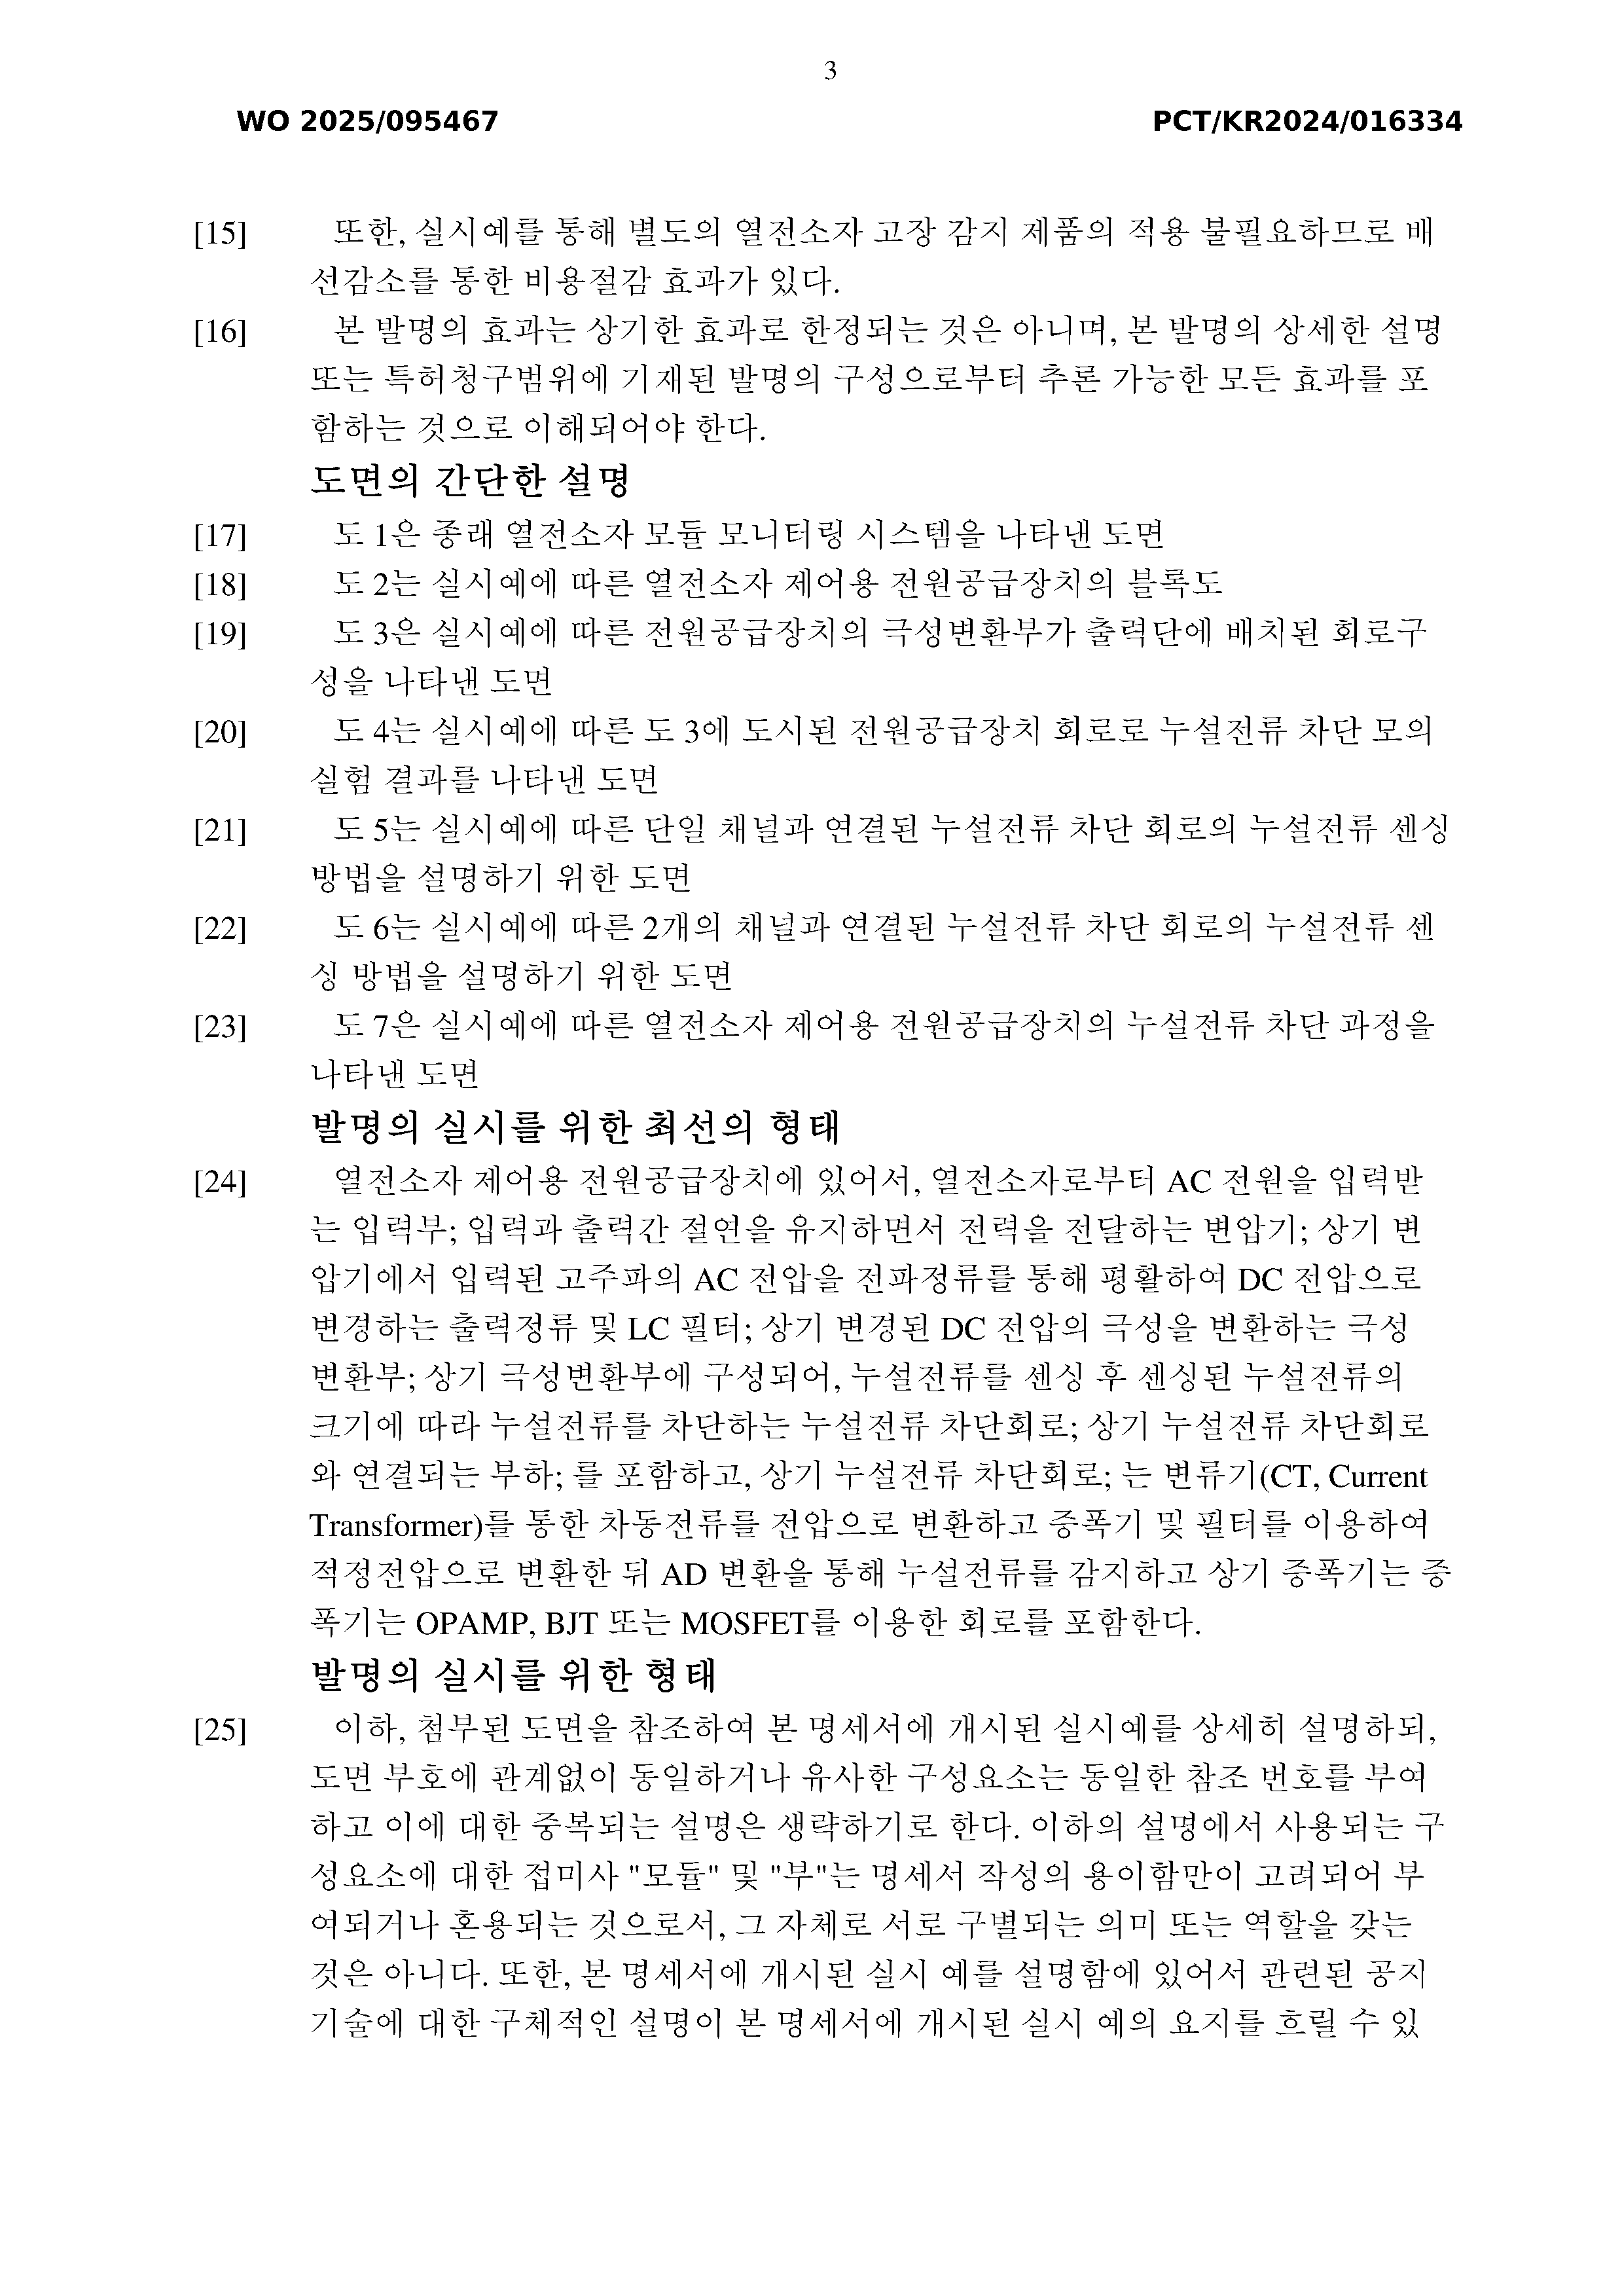 3
WO 2025/095467 PCT/KR2024/016334
[15] 또한, 실시예를 통해 별도의 열전소자 고장 감지 제품의 적용 불필요하므로 배
선감소를 통한 비용절감 효과가 있다.
[16] 본 발명의 효과는 상기한 효과로 한정되는 것은 아니며, 본 발명의 상세한 설명
또는 특허청구범위에 기재된 발명의 구성으로부터 추론 가능한 모든 효과를 포
함하는 것으로 이해되어야 한다.
도면의 간단한 설명
[17] 도 1은 종래 열전소자 모듈 모니터링 시스템을 나타낸 도면
[18] 도 2는 실시예에 따른 열전소자 제어용 전원공급장치의 블록도
[19] 도 3은 실시예에 따른 전원공급장치의 극성변환부가 출력단에 배치된 회로구
성을 나타낸 도면
[20] 도 4는 실시예에 따른 도 3에 도시된 전원공급장치 회로로 누설전류 차단 모의
실험 결과를 나타낸 도면
[21] 도 5는 실시예에 따른 단일 채널과 연결된 누설전류 차단 회로의 누설전류 센싱
방법을 설명하기 위한 도면
[22] 도 6는 실시예에 따른 2개의 채널과 연결된 누설전류 차단 회로의 누설전류 센
싱 방법을 설명하기 위한 도면
[23] 도 7은 실시예에 따른 열전소자 제어용 전원공급장치의 누설전류 차단 과정을
나타낸 도면
발명의 실시를 위한 최선의 형태
[24] 열전소자 제어용 전원공급장치에 있어서, 열전소자로부터 AC 전원을 입력받
는 입력부; 입력과 출력간 절연을 유지하면서 전력을 전달하는 변압기; 상기 변
압기에서 입력된 고주파의 AC 전압을 전파정류를 통해 평활하여 DC 전압으로
변경하는 출력정류 및 LC 필터; 상기 변경된 DC 전압의 극성을 변환하는 극성
변환부; 상기 극성변환부에 구성되어, 누설전류를 센싱 후 센싱된 누설전류의
크기에 따라 누설전류를 차단하는 누설전류 차단회로; 상기 누설전류 차단회로
와 연결되는 부하; 를 포함하고, 상기 누설전류 차단회로; 는 변류기(CT, Current
Transformer)를 통한 차동전류를 전압으로 변환하고 증폭기 및 필터를 이용하여
적정전압으로 변환한 뒤 AD 변환을 통해 누설전류를 감지하고 상기 증폭기는 증
폭기는 OPAMP, BJT 또는 MOSFET를 이용한 회로를 포함한다.
발명의 실시를 위한 형태
[25] 이하, 첨부된 도면을 참조하여 본 명세서에 개시된 실시예를 상세히 설명하되,
도면 부호에 관계없이 동일하거나 유사한 구성요소는 동일한 참조 번호를 부여
하고 이에 대한 중복되는 설명은 생략하기로 한다. 이하의 설명에서 사용되는 구
성요소에 대한 접미사 "모듈" 및 "부"는 명세서 작성의 용이함만이 고려되어 부
여되거나 혼용되는 것으로서, 그 자체로 서로 구별되는 의미 또는 역할을 갖는
것은 아니다. 또한, 본 명세서에 개시된 실시 예를 설명함에 있어서 관련된 공지
기술에 대한 구체적인 설명이 본 명세서에 개시된 실시 예의 요지를 흐릴 수 있